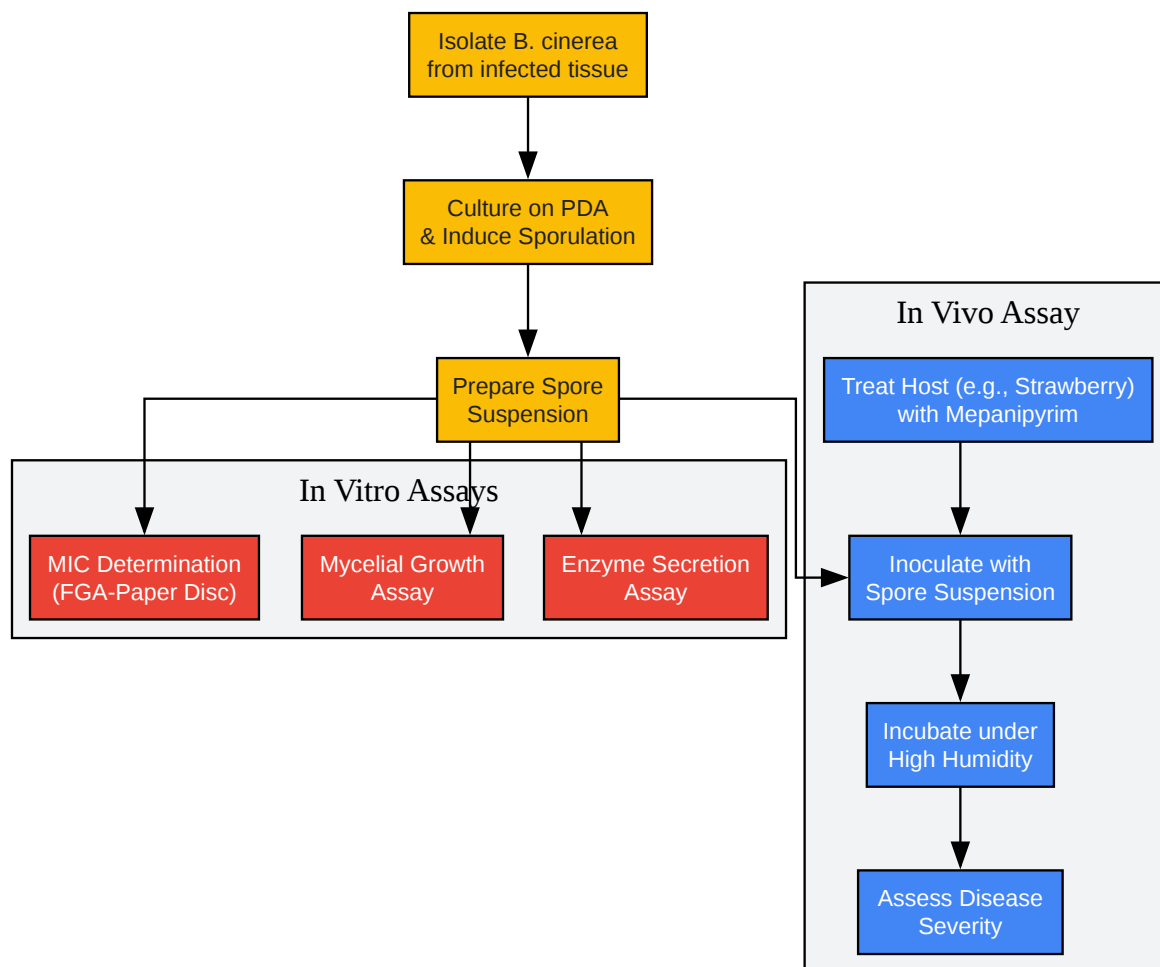 Isolate B. cinerea
from infected tissue
Culture on PDA
& Induce Sporulation
Prepare Spore
Suspension
In Vitro Assays
MIC Determination
(FGA-Paper Disc)
Mycelial Growth
Assay
Enzyme Secretion
Assay
In Vivo Assay
Treat Host (e.g., Strawberry)
with Mepanipyrim
Inoculate with
Spore Suspension
Incubate under
High Humidity
Assess Disease
Severity